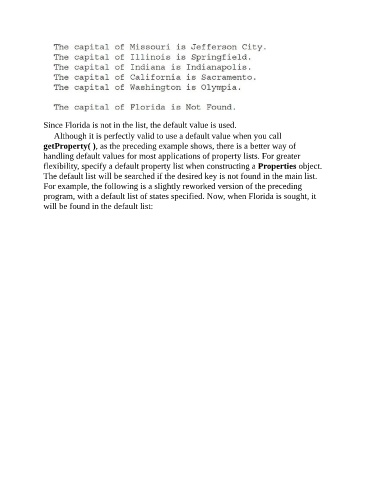 The capital of Missouri is Jefferson City.
The capital of Illinois is Springfield.
The capital of Indiana is Indianapolis.
The capital of California is Sacramento.
The capital of Washington is Olympia.
The capital of Florida is Not Found.
Since Florida is not in the list, the default value is used.
Although it is perfectly valid to use a default value when you call
getProperty( ), as the preceding example shows, there is a better way of
handling default values for most applications of property lists. For greater
flexibility, specify a default property list when constructing a Properties object.
The default list will be searched if the desired key is not found in the main list.
For example, the following is a slightly reworked version of the preceding
program, with a default list of states specified. Now, when Florida is sought, it
will be found in the default list: